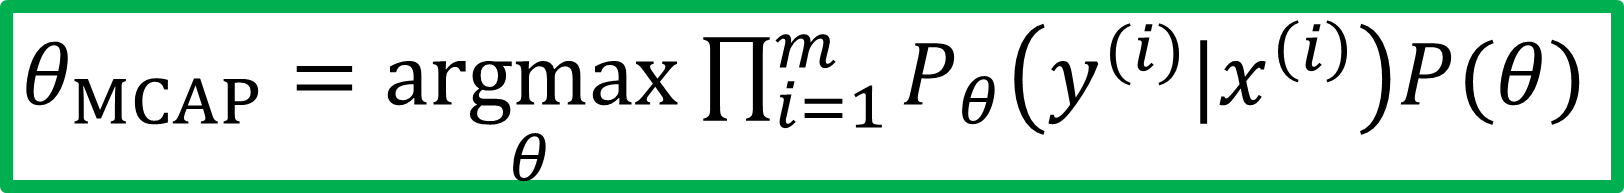 θ_MCAP = argmax_θ ∏_{i=1}^{m} P_θ(y^{(i)}|x^{(i)})P(θ)